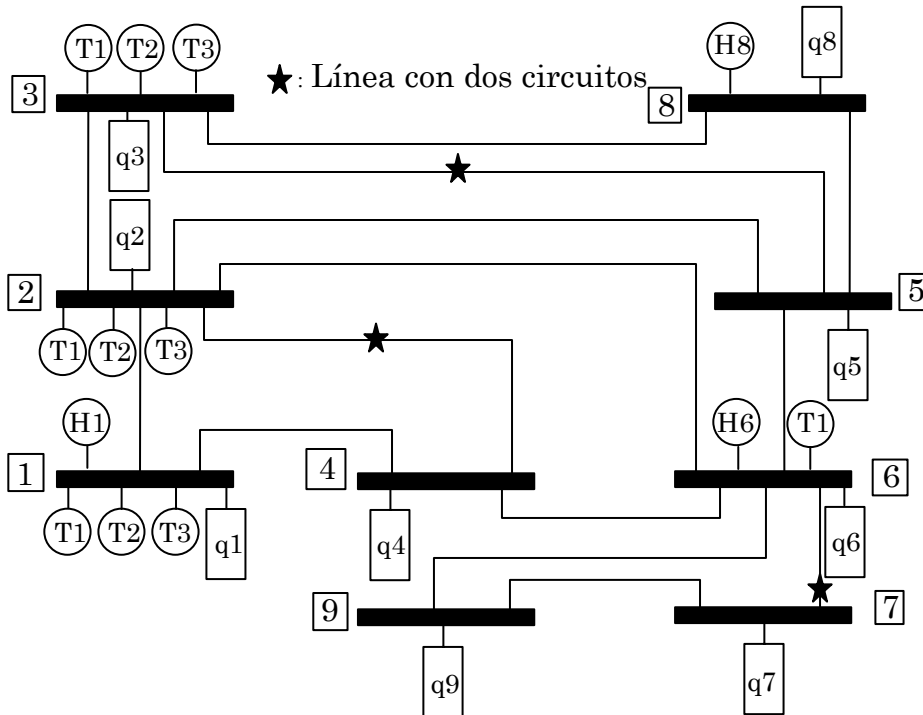 T1 T2 T3
H8
q8
★: Línea con dos circuitos
3
8
q3
q2
2
5
T1 T2 T3
q5
H1
H6 T1
1
4
6
T1 T2 T3
q1
q4
q6
9
7
q9
q7